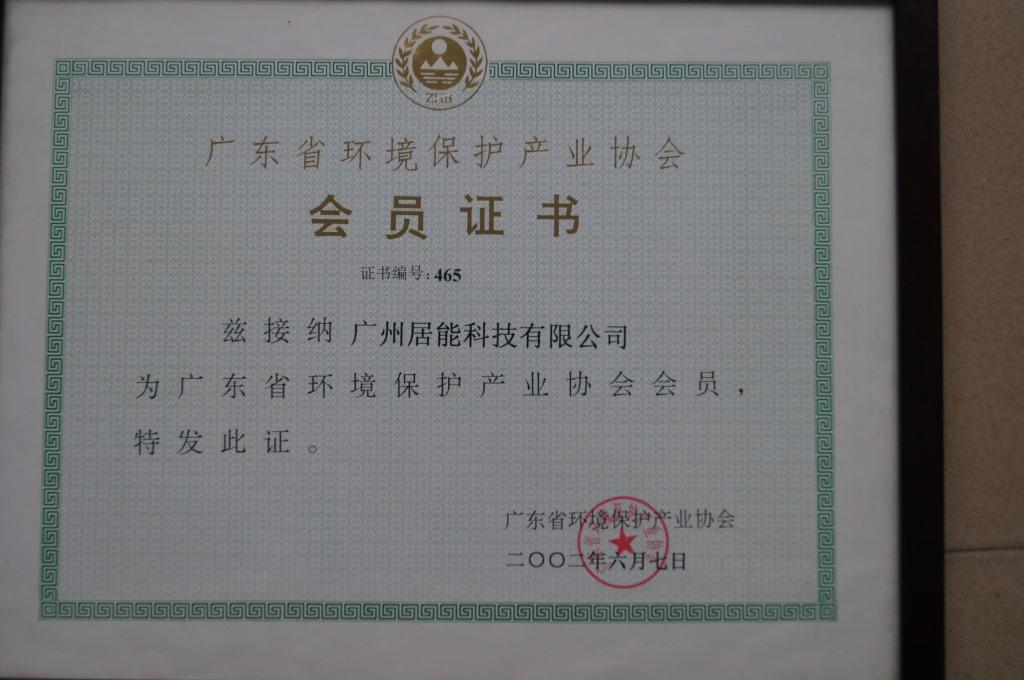 广东省环境保护产业协会
会员证书
证书编号:465
兹接纳 广州居能科技有限公司
为广东省环境保护产业协会会员，
特发此证。
广东省环境保护产业协会
二〇〇二年六月七日